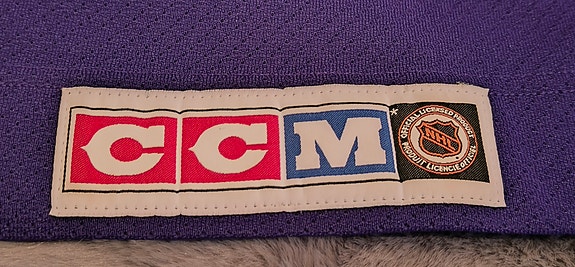 CCM*
OFFICIAL LICENSED PRODUCT
NHL
PRODUIT LICENCIÉ OFFICIEL